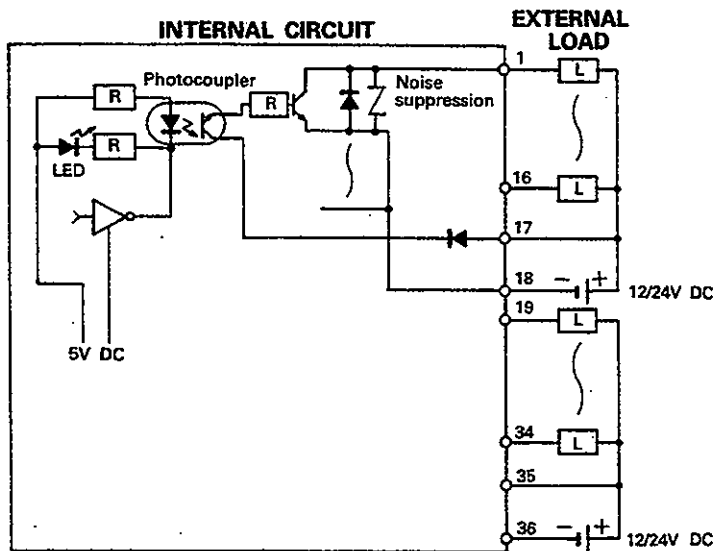 INTERNAL CIRCUIT
EXTERNAL
LOAD
Photocoupler
Noise
suppression
R
R
R
LED
5V DC
1
L
16
L
17
18
- +
12/24V DC
19
L
34
L
35
36
- +
12/24V DC